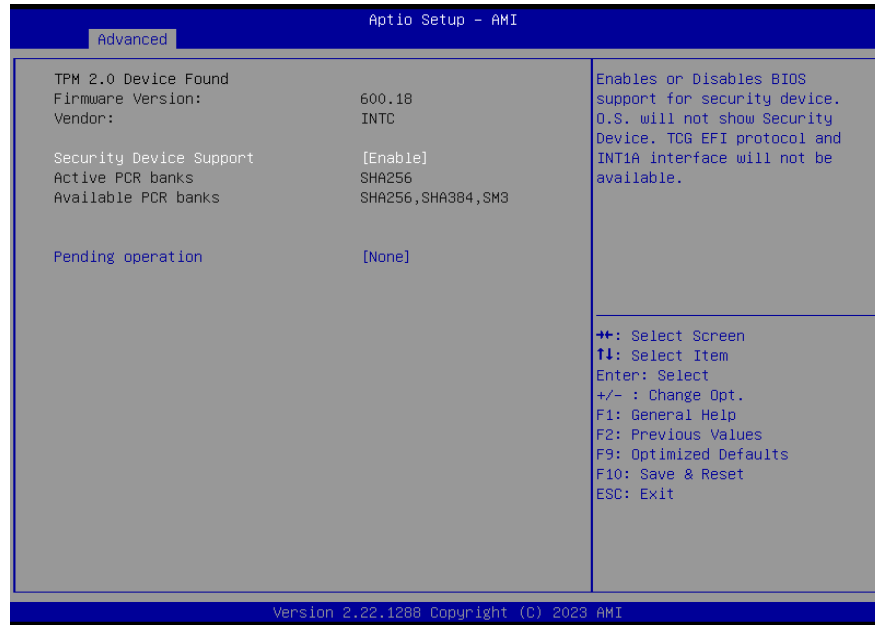 Aptio Setup - AMI
Advanced
TPM 2.0 Device Found
Firmware Version: 600.18
Vendor: INTC
Security Device Support [Enable]
Active PCR banks SHA256
Available PCR banks SHA256,SHA384,SM3
Pending operation [None]
Enables or Disables BIOS
support for security device.
O.S. will not show Security
Device. TCG EFI protocol and
INT1A interface will not be
available.
→←: Select Screen
↑↓: Select Item
Enter: Select
+/- : Change Opt.
F1: General Help
F2: Previous Values
F9: Optimized Defaults
F10: Save & Reset
ESC: Exit
Version 2.22.1288 Copyright (C) 2023 AMI